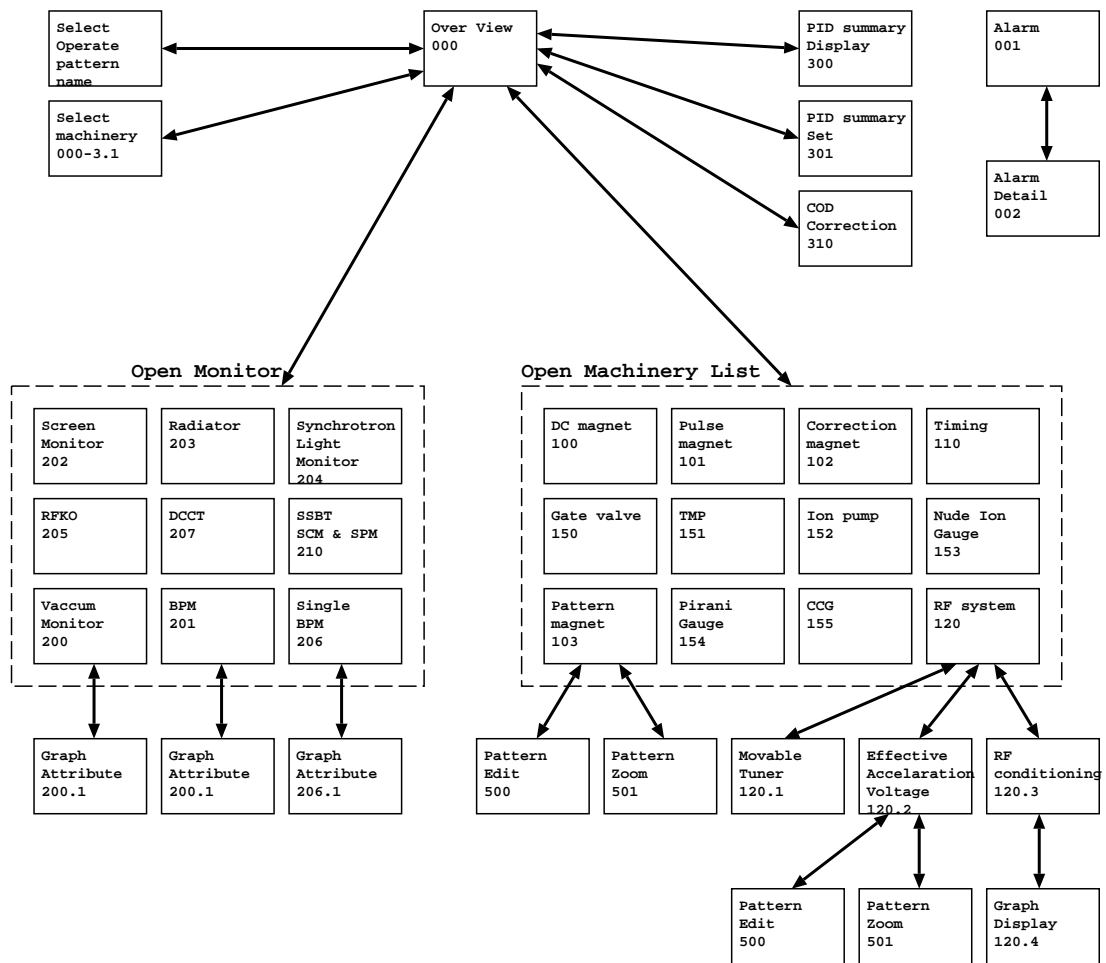 Select
Operate
pattern
name
Over View
000
PID summary
Display
300
Alarm
001
Select
machinery
000-3.1
PID summary
Set
301
Alarm
Detail
002
COD
Correction
310
Open Monitor
Open Machinery List
Screen
Monitor
202
Radiator
203
Synchrotron
Light
Monitor
204
DC magnet
100
Pulse
magnet
101
Correction
magnet
102
Timing
110
RFKO
205
DCCT
207
SSBT
SCM & SPM
210
Gate valve
150
TMP
151
Ion pump
152
Nude Ion
Gauge
153
Vaccum
Monitor
200
BPM
201
Single
BPM
206
Pattern
magnet
103
Pirani
Gauge
154
CCG
155
RF system
120
Graph
Attribute
200.1
Graph
Attribute
200.1
Graph
Attribute
206.1
Pattern
Edit
500
Pattern
Zoom
501
Movable
Tuner
120.1
Effective
Accelaration
Voltage
120.2
RF
conditioning
120.3
Pattern
Edit
500
Pattern
Zoom
501
Graph
Display
120.4